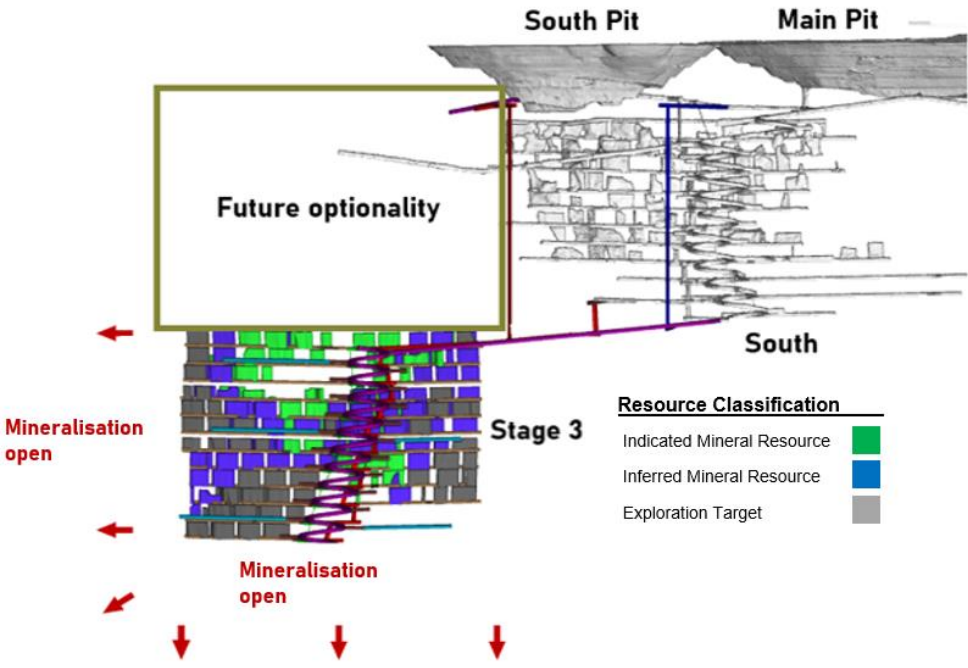 South Pit
Main Pit
Future optionality
South
Mineralisation
open
Stage 3
Resource Classification
Indicated Mineral Resource
Inferred Mineral Resource
Exploration Target
Mineralisation
open